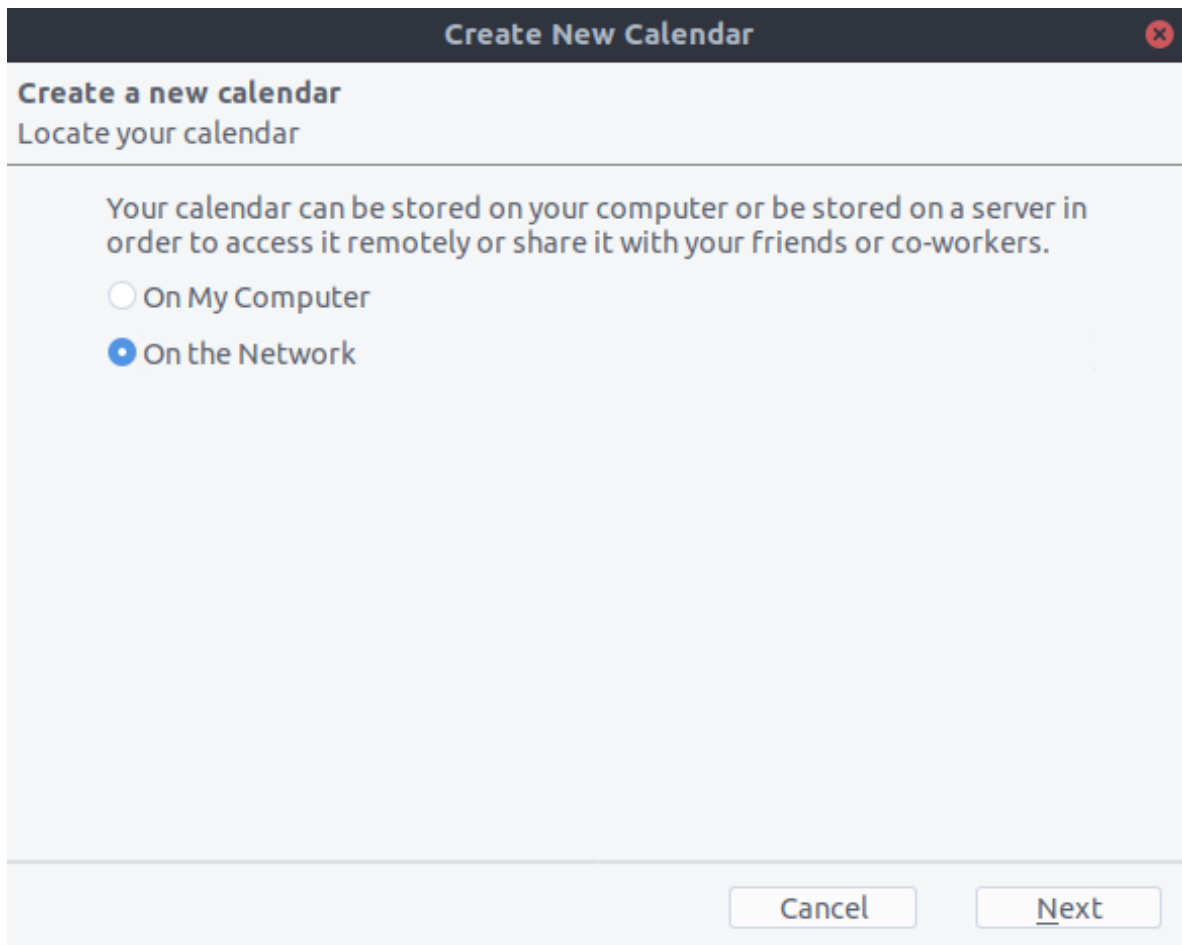 Create New Calendar
Create a new calendar
Locate your calendar
Your calendar can be stored on your computer or be stored on a server in
order to access it remotely or share it with your friends or co-workers.
On My Computer
On the Network
Cancel
Next